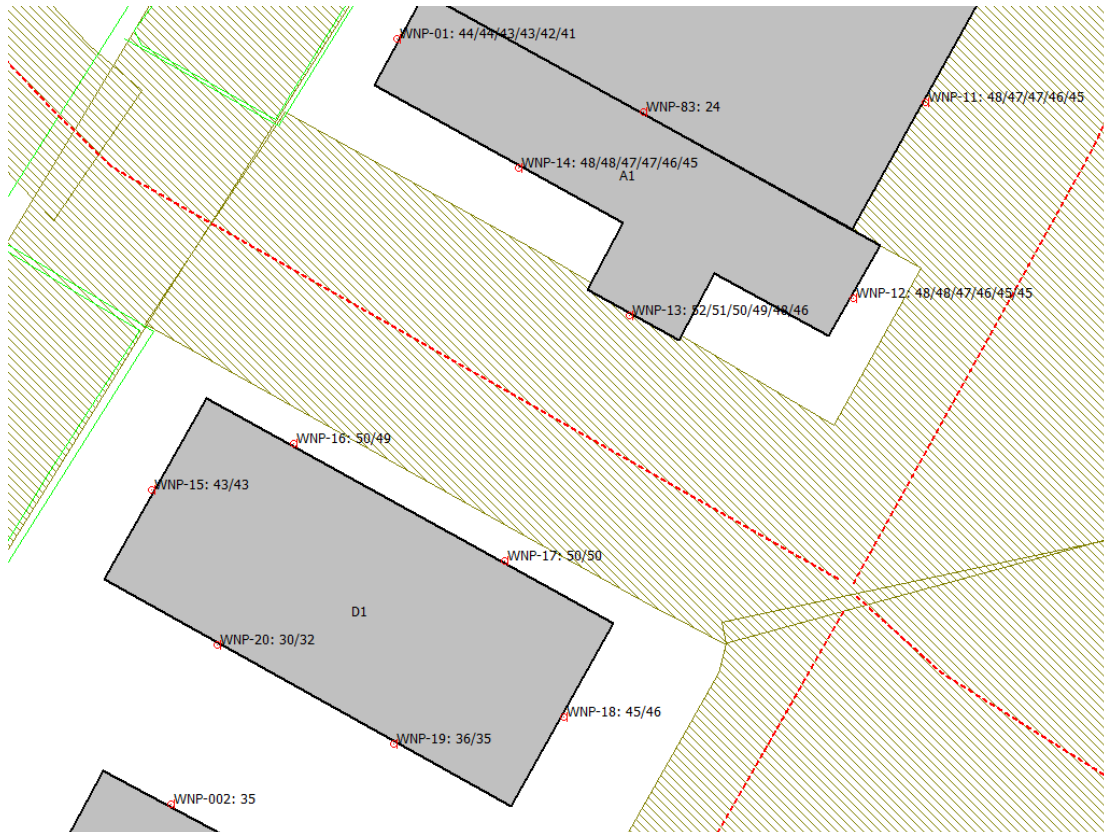 WNP-01: 44/44/43/43/42/41
WNP-11: 48/47/47/46/45
WNP-83: 24
WNP-14: 48/48/47/47/46/45
A1
WNP-12: 48/48/47/46/45/45
WNP-13: 52/51/50/49/48/46
WNP-16: 50/49
WNP-15: 43/43
WNP-17: 50/50
D1
WNP-20: 30/32
WNP-18: 45/46
WNP-19: 36/35
WNP-002: 35